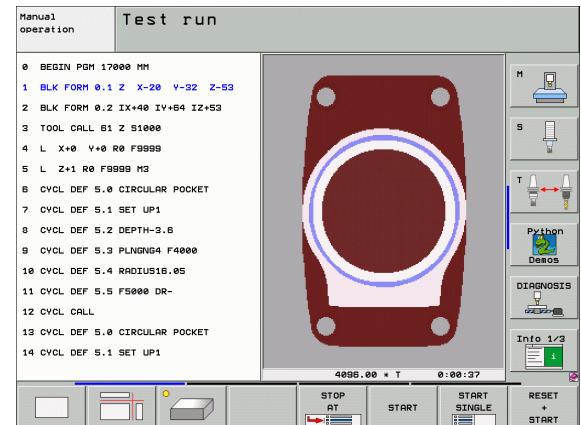 Manual
operation
Test run
0 BEGIN PGM 17000 MM
1 BLK FORM 0.1 Z X-20 Y-32 Z-53
2 BLK FORM 0.2 IX+40 IY+64 IZ+53
3 TOOL CALL 61 Z S1000
4 L X+0 Y+0 R0 F9999
5 L Z+1 R0 F9999 M3
6 CYCL DEF 5.0 CIRCULAR POCKET
7 CYCL DEF 5.1 SET UP1
8 CYCL DEF 5.2 DEPTH-3.6
9 CYCL DEF 5.3 PLNGNG4 F4000
10 CYCL DEF 5.4 RADIUS16.05
11 CYCL DEF 5.5 F5000 DR-
12 CYCL CALL
13 CYCL DEF 5.0 CIRCULAR POCKET
14 CYCL DEF 5.1 SET UP1
4096.00 * T 0:00:37
M
S
T
Python
Demos
DIAGNOSIS
Info 1/3
i
STOP
AT
START
START
SINGLE
RESET
+
START